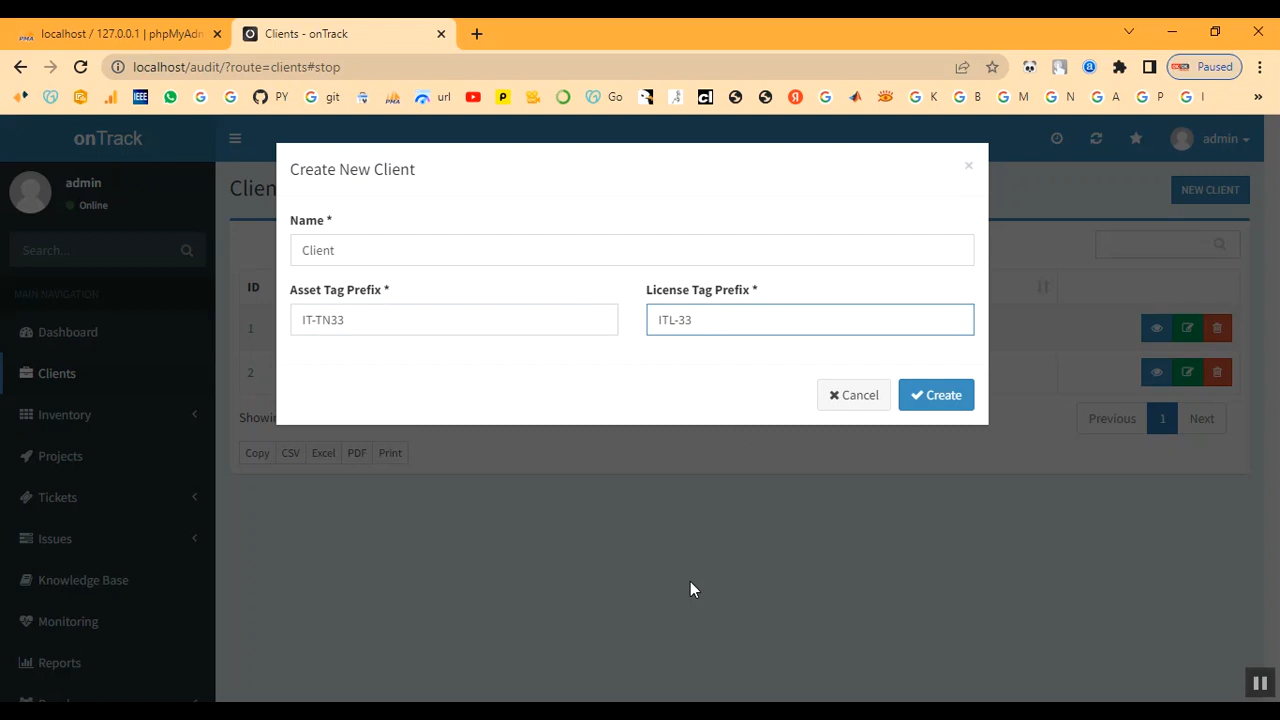 localhost / 127.0.0.1 | phpMyAdn
Clients - onTrack
localhost/audit/?route=clients#stop
Paused
PY
git
url
Go
K
B
M
N
A
P
I
onTrack
admin
admin
Online
Clien
NEW CLIENT
Search...
MAIN NAVIGATION
Dashboard
Clients
Inventory
Projects
Tickets
Issues
Knowledge Base
Monitoring
Reports
Create New Client
Name *
Client
Asset Tag Prefix *
License Tag Prefix *
IT-TN33
ITL-33
Cancel
Create
ID
1
2
Showin
Previous
1
Next
Copy
CSV
Excel
PDF
Print